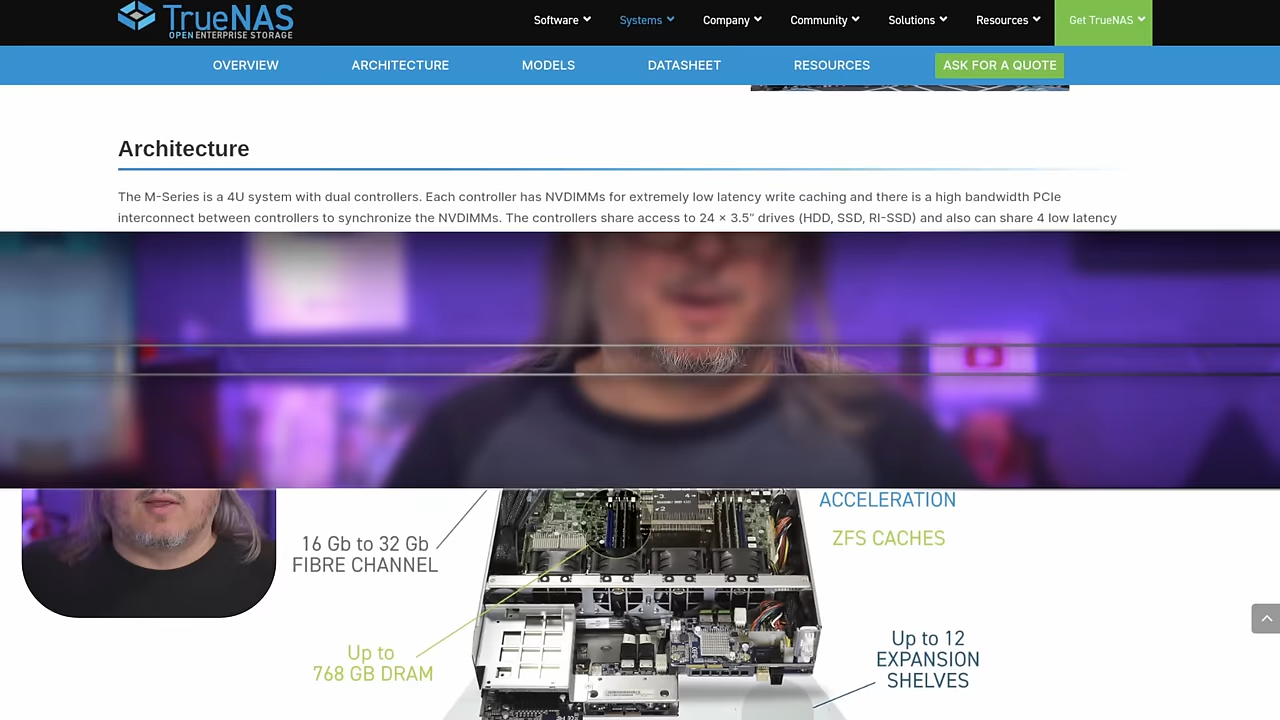 TrueNAS
OPEN ENTERPRISE STORAGE
Software
Systems
Company
Community
Solutions
Resources
Get TrueNAS
OVERVIEW
ARCHITECTURE
MODELS
DATASHEET
RESOURCES
ASK FOR A QUOTE
Architecture
The M-Series is a 4U system with dual controllers. Each controller has NVDIMMs for extremely low latency write caching and there is a high bandwidth PCIe
interconnect between controllers to synchronize the NVDIMMs. The controllers share access to 24 × 3.5” drives (HDD, SSD, RI-SSD) and also can share 4 low latency
ACCELERATION
ZFS CACHES
16 Gb to 32 Gb
FIBRE CHANNEL
Up to
768 GB DRAM
Up to 12
EXPANSION
SHELVES